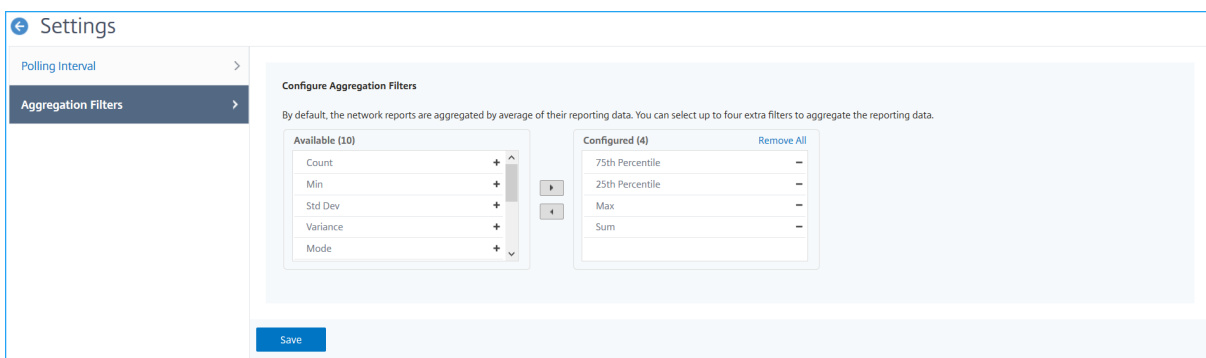 Settings
Polling Interval
Aggregation Filters
Configure Aggregation Filters
By default, the network reports are aggregated by average of their reporting data. You can select up to four extra filters to aggregate the reporting data.
Available (10)
Count
Min
Std Dev
Variance
Mode
Configured (4) Remove All
75th Percentile
25th Percentile
Max
Sum
Save